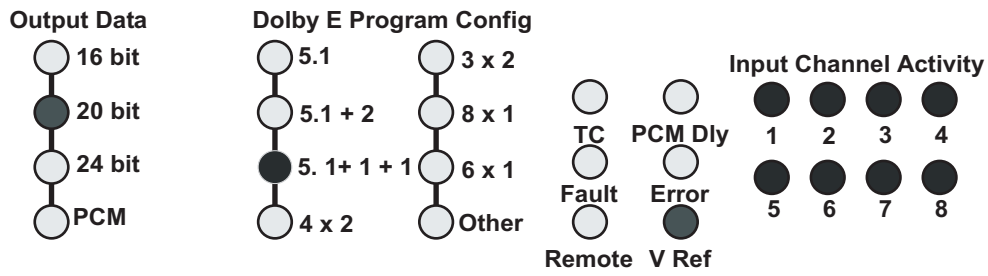 Output Data
16 bit
20 bit
24 bit
PCM
Dolby E Program Config
5.1
5.1 + 2
5. 1+ 1 + 1
4 x 2
3 x 2
8 x 1
6 x 1
Other
TC
PCM Dly
Fault
Error
Remote
V Ref
Input Channel Activity
1 2 3 4
5 6 7 8